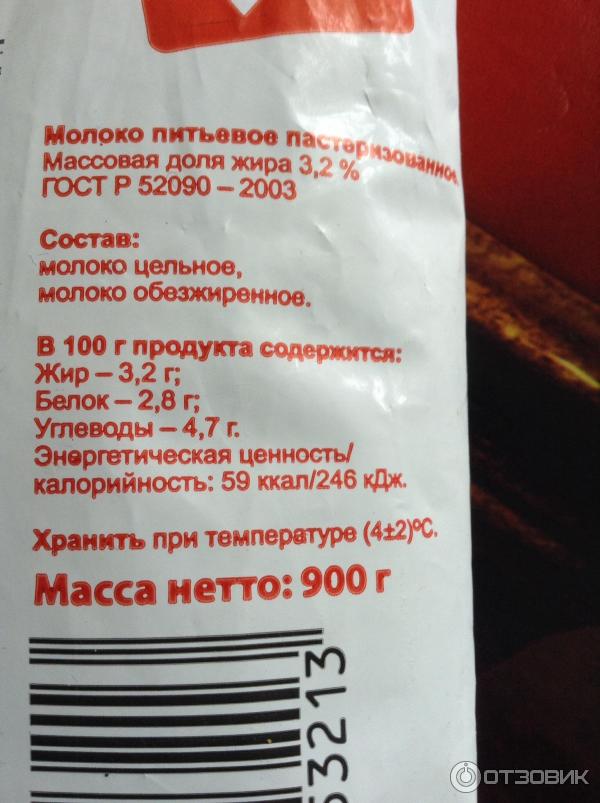 Молоко питьевое пастеризованное.
Массовая доля жира 3,2 %
ГОСТ Р 52090 – 2003
Состав:
молоко цельное,
молоко обезжиренное.
В 100 г продукта содержится:
Жир – 3,2 г;
Белок – 2,8 г;
Углеводы – 4,7 г.
Энергетическая ценность/
калорийность: 59 ккал/246 кДж.
Хранить при температуре (4±2)ºС.
Масса нетто: 900 г
53213
ОТЗОВИК